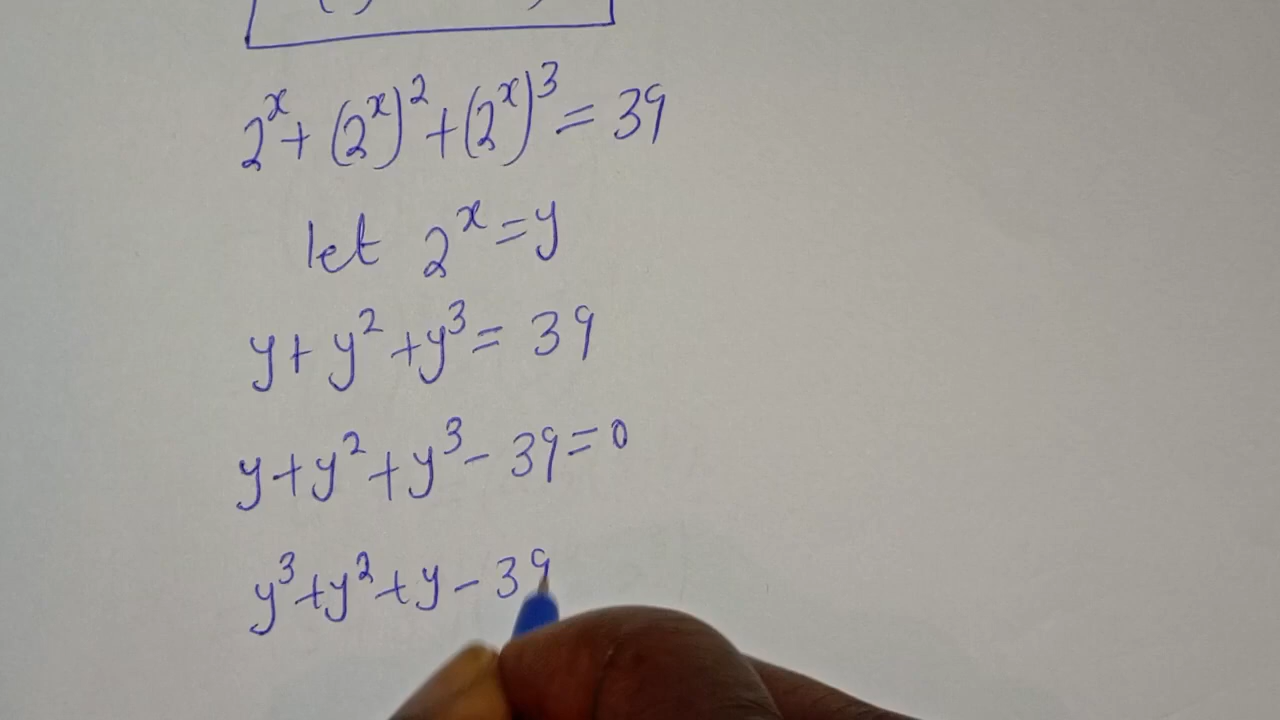 2^x + (2^x)^2 + (2^x)^3 = 39
let 2^x = y
y + y^2 + y^3 = 39
y + y^2 + y^3 - 39 = 0
y^3 + y^2 + y - 39